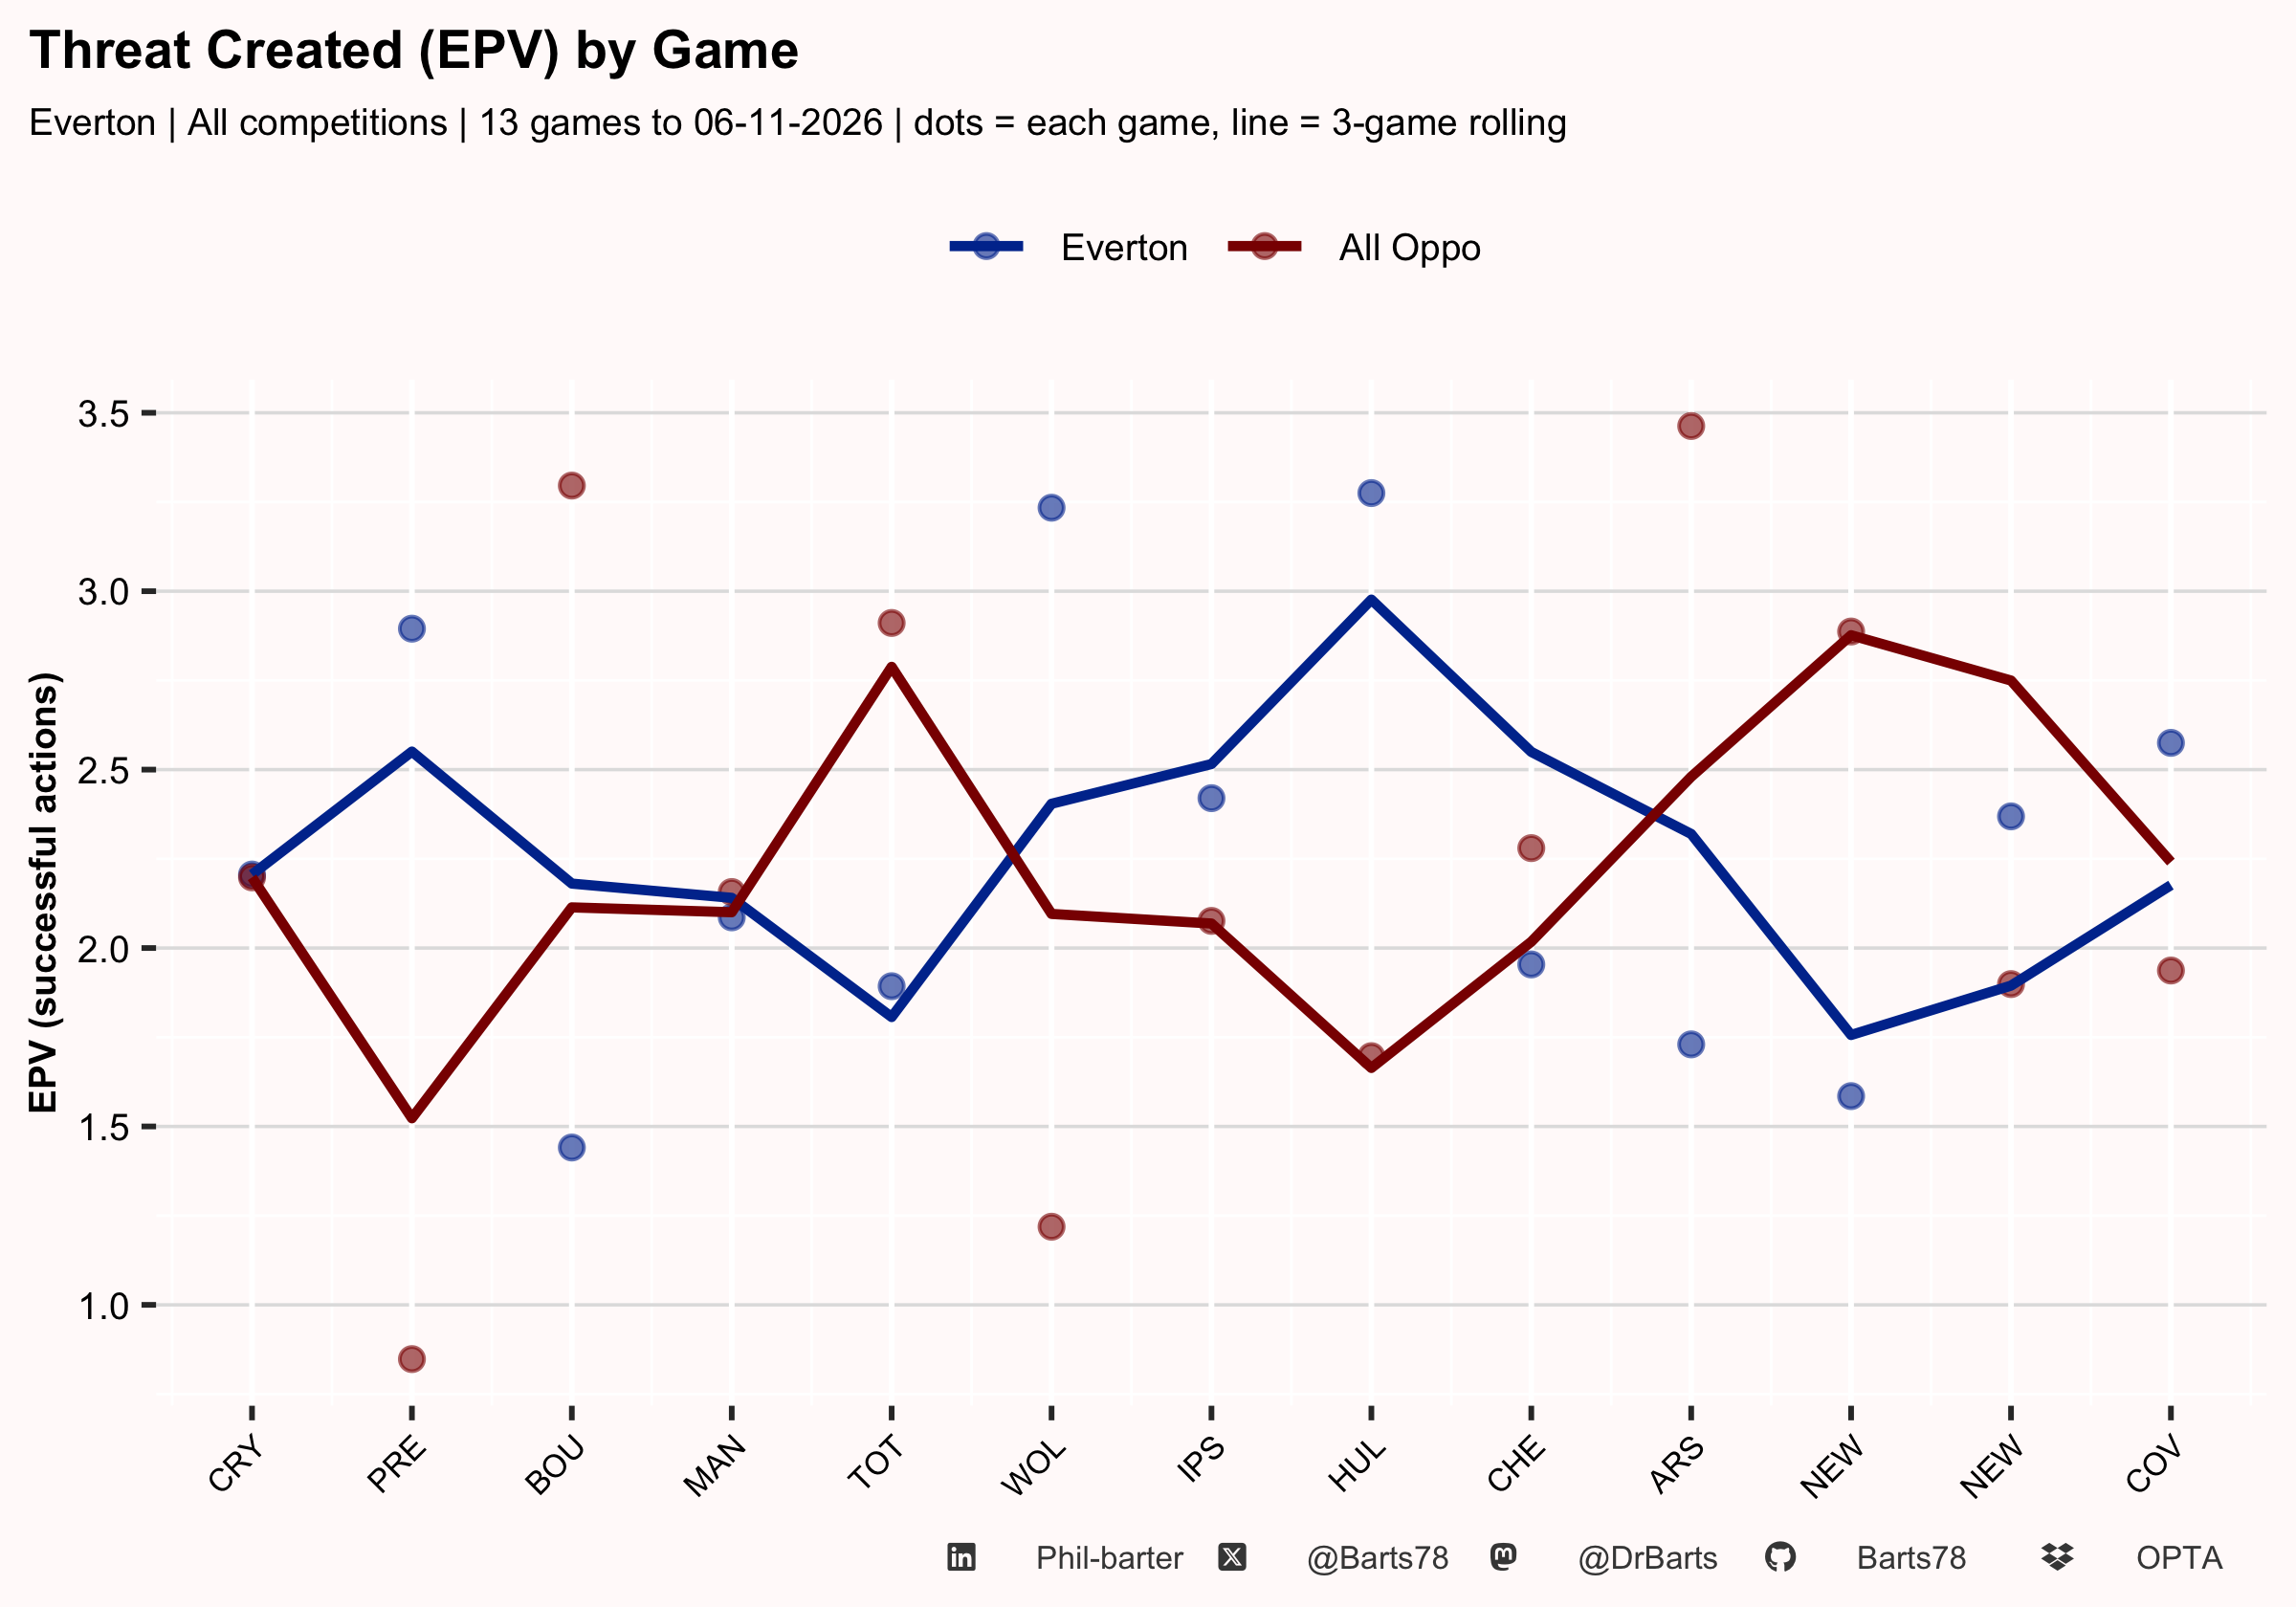 Threat Created (EPV) by Game
Everton | All competitions | 13 games to 06-11-2026 | dots = each game, line = 3-game rolling
Everton All Oppo
EPV (successful actions)
3.5
3.0
2.5
2.0
1.5
1.0
CRY PRE BOU MAN TOT WOL IPS HUL CHE ARS NEW NEW COV
Phil-barter @Barts78 @DrBarts Barts78 OPTA